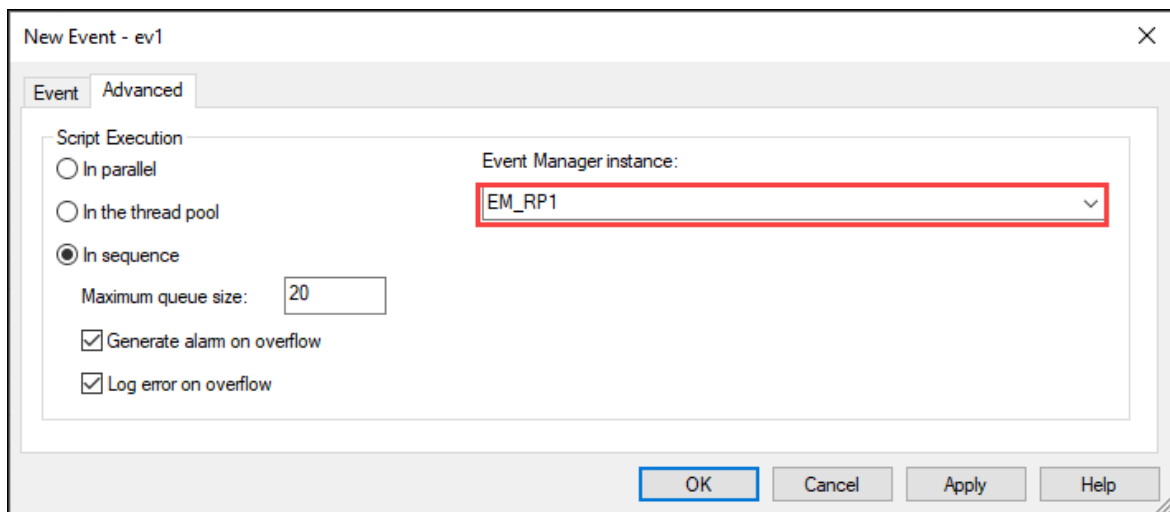 New Event - ev1
Event
Advanced
Script Execution
In parallel
In the thread pool
In sequence
Maximum queue size: 20
Generate alarm on overflow
Log error on overflow
Event Manager instance:
EM_RP1
OK
Cancel
Apply
Help